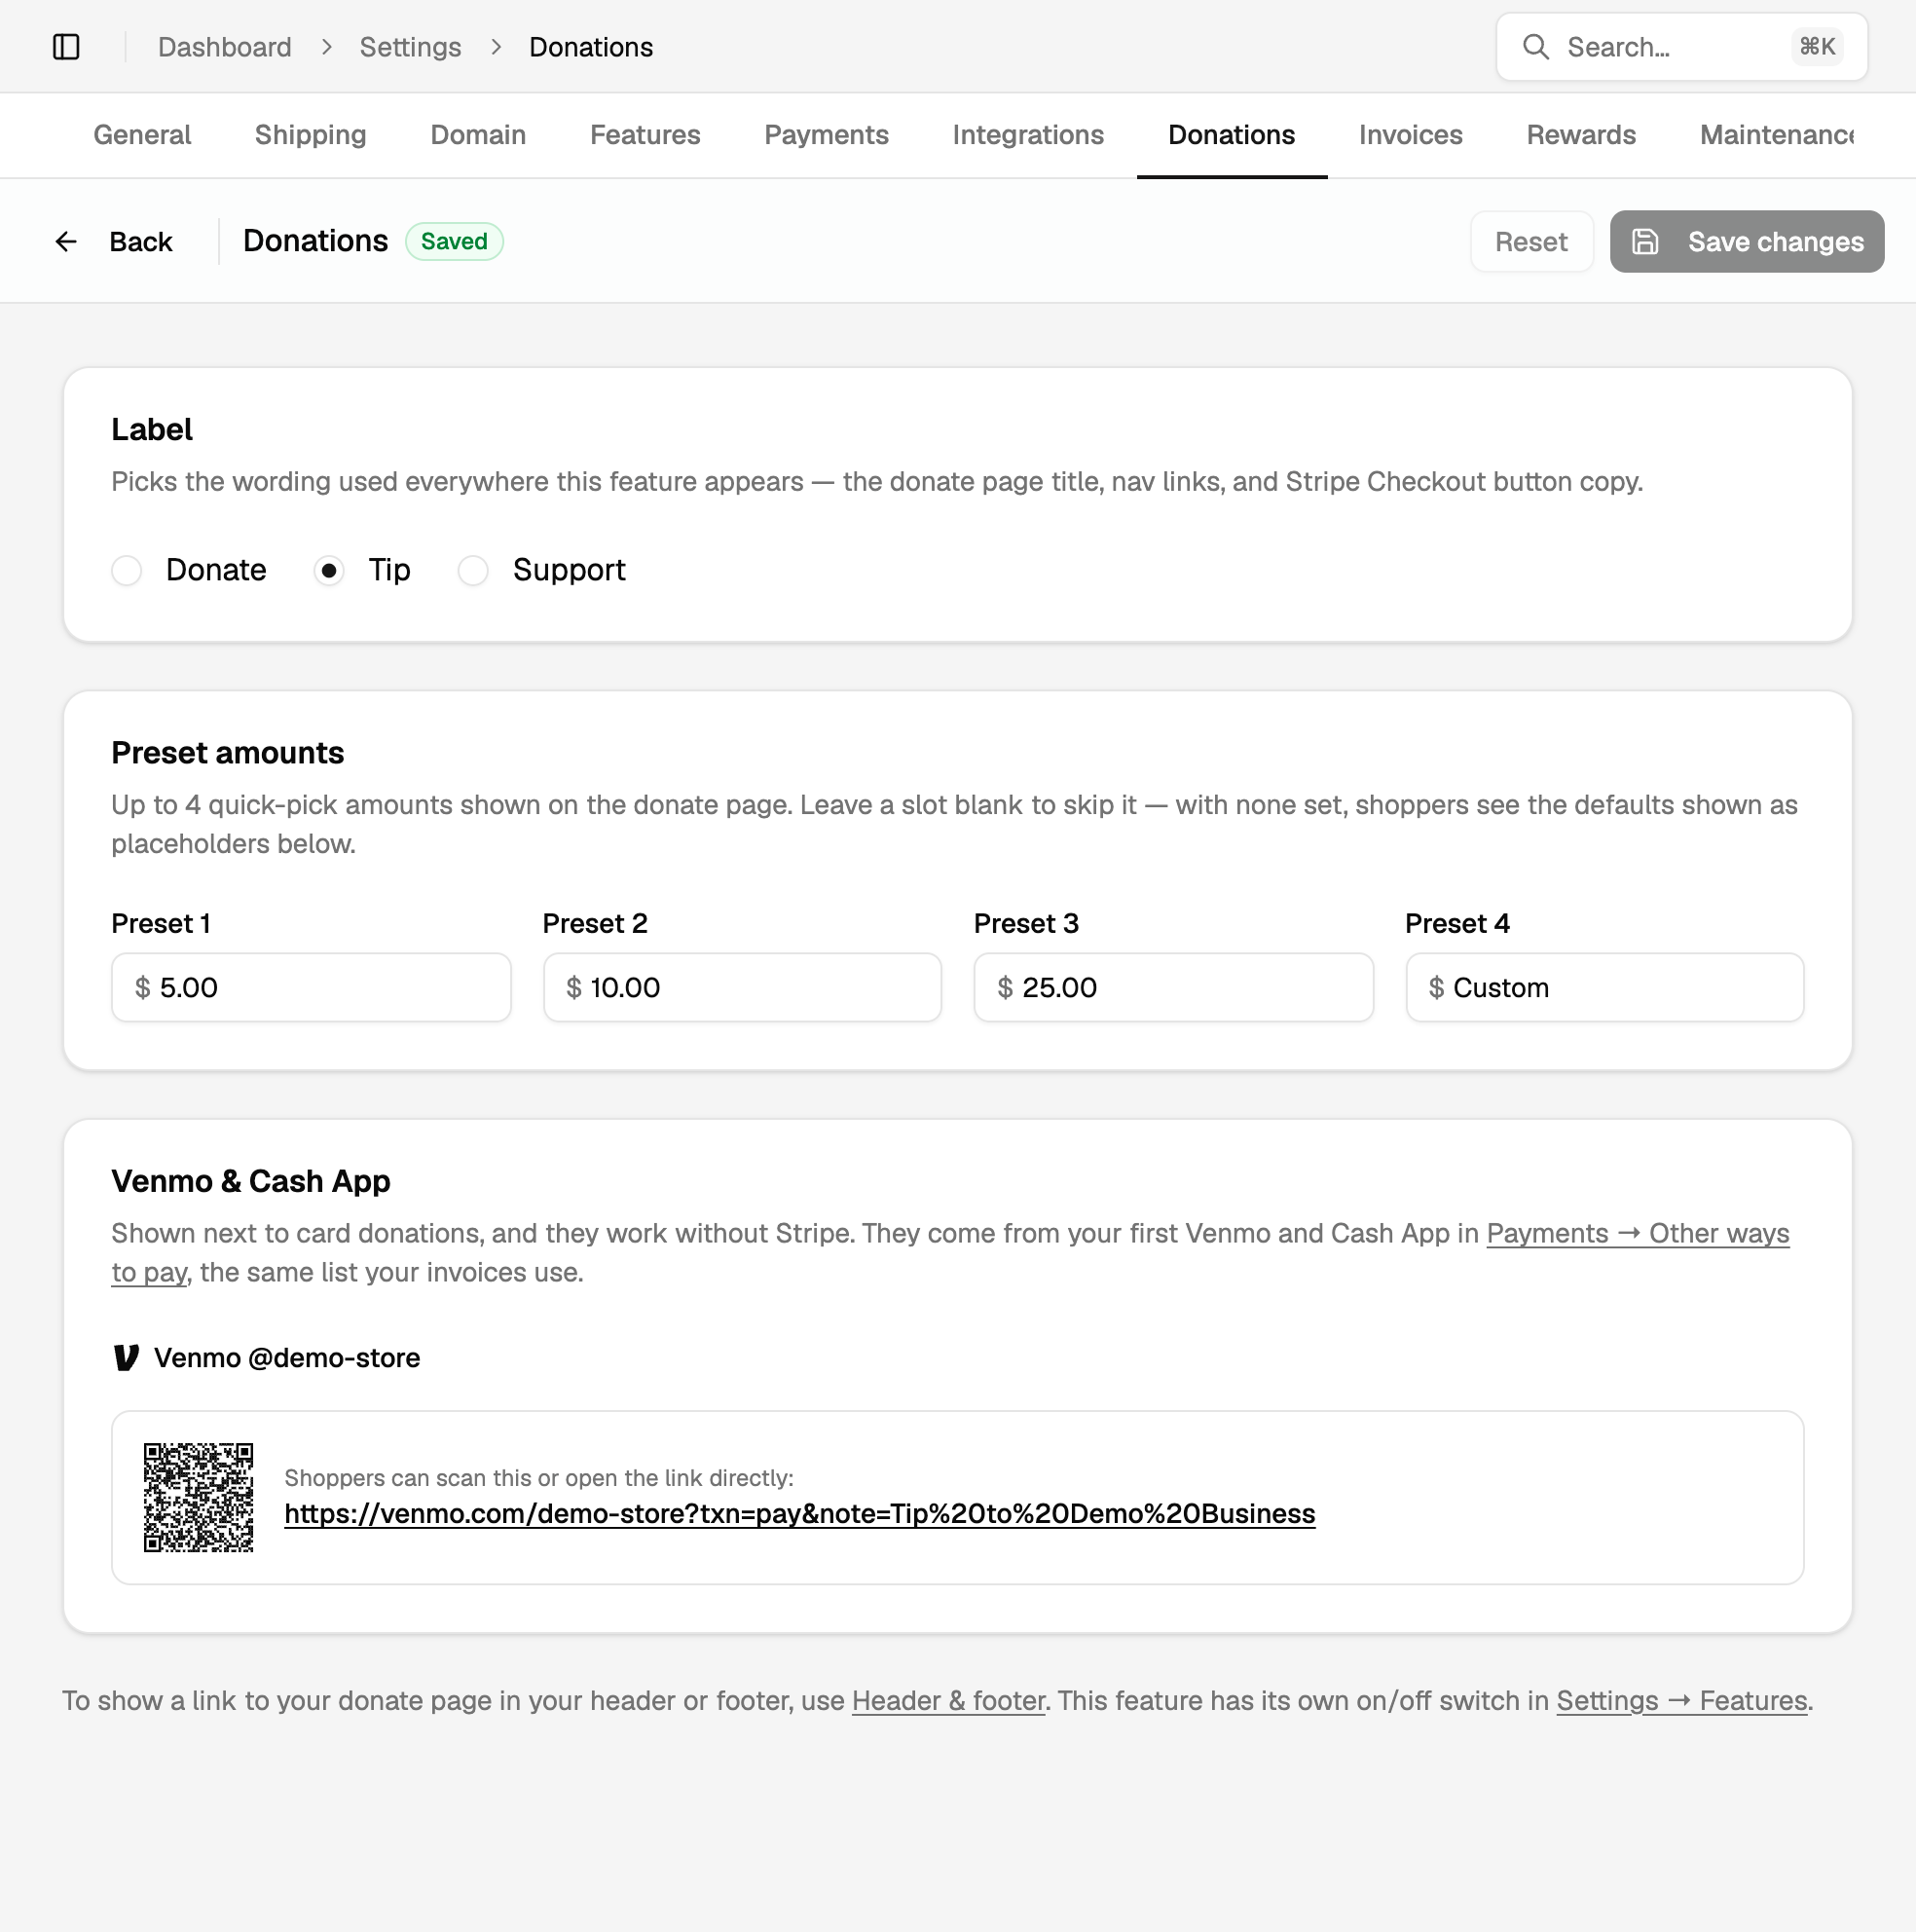 Dashboard > Settings > Donations
Search... ⌘K
General Shipping Domain Features Payments Integrations Donations Invoices Rewards Maintenance
← Back Donations Saved Reset Save changes
Label
Picks the wording used everywhere this feature appears — the donate page title, nav links, and Stripe Checkout button copy.
Donate Tip Support
Preset amounts
Up to 4 quick-pick amounts shown on the donate page. Leave a slot blank to skip it — with none set, shoppers see the defaults shown as
placeholders below.
Preset 1 Preset 2 Preset 3 Preset 4
$ 5.00 $ 10.00 $ 25.00 $ Custom
Venmo & Cash App
Shown next to card donations, and they work without Stripe. They come from your first Venmo and Cash App in Payments → Other ways
to pay, the same list your invoices use.
Venmo @demo-store
Shoppers can scan this or open the link directly:
https://venmo.com/demo-store?txn=pay&note=Tip%20to%20Demo%20Business
To show a link to your donate page in your header or footer, use Header & footer. This feature has its own on/off switch in Settings → Features.